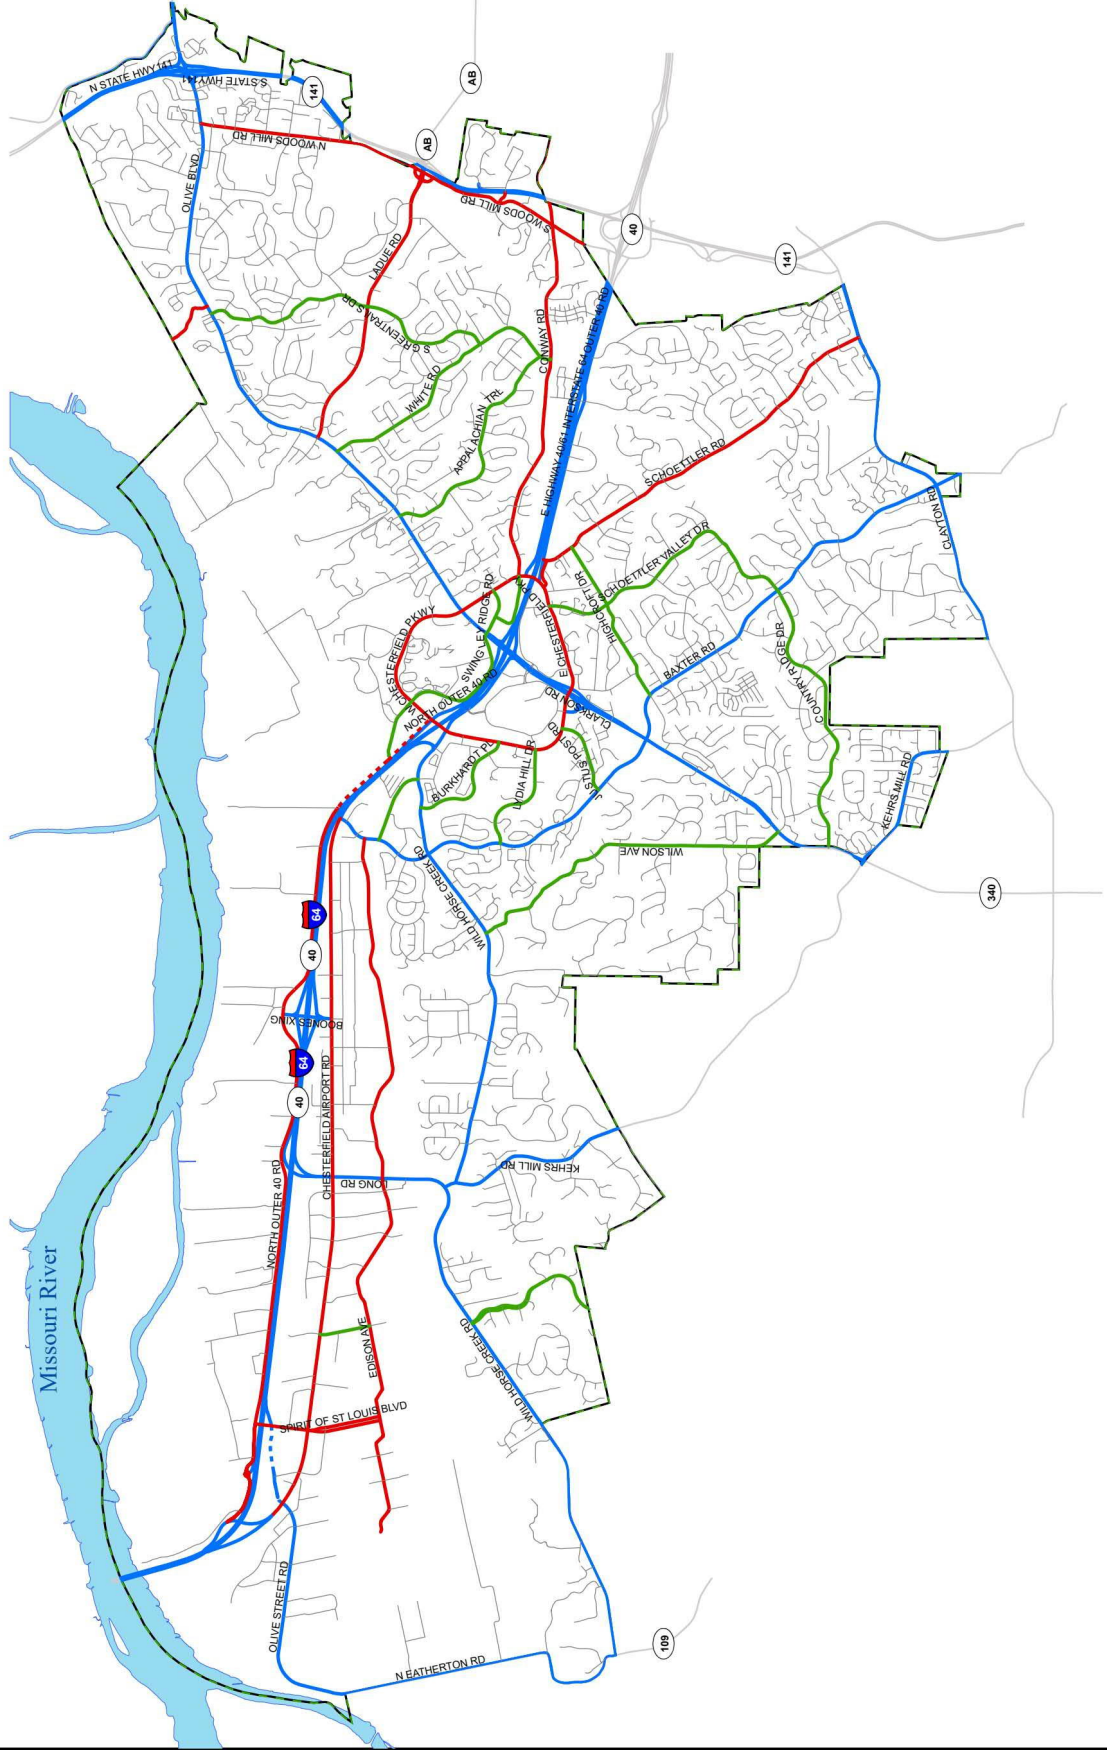 N STATE HWY 141
141
S STATE HWY 141
141
AB
AB
N WOODS MILL RD
OLIVE BLVD
S WOODS MILL RD
LADUE RD
40
141
S GREENTRAILS DR
CONWAY RD
WHITE RD
APPALACHIAN TRL
E HIGHWAY 40/61 INTERSTATE 64 OUTER 40 RD
SCHOETTLER RD
CLAYTON RD
SCHOETTLER VALLEY DR
HIGHCROFT DR
SWINGLEY RIDGE RD
W CHESTERFIELD PKWY
E CHESTERFIELD PKWY
NORTH OUTER 40 RD
BAXTER RD
COUNTRY RIDGE DR
CLARKSON RD
JUSTUS POST RD
BURKHARDT PL
LYDIA HILL DR
KEHRS MILL RD
WILSON AVE
WILD HORSE CREEK RD
340
64
40
BOONES XING
64
40
CHESTERFIELD AIRPORT RD
NORTH OUTER 40 RD
LONG RD
KEHRS MILL RD
Missouri River
EDISON AVE
WILD HORSE CREEK RD
SPIRIT OF ST LOUIS BLVD
OLIVE STREET RD
N EATHERTON RD
109